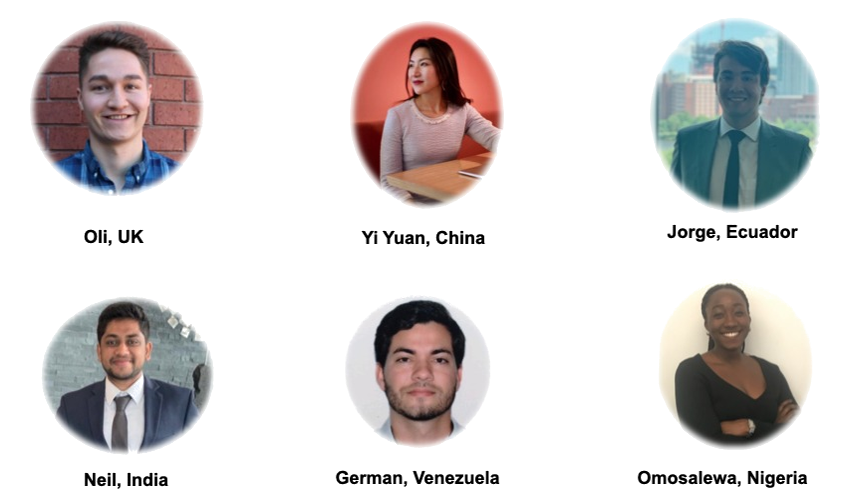 Oli, UK
Yi Yuan, China
Jorge, Ecuador
Neil, India
German, Venezuela
Omosalewa, Nigeria